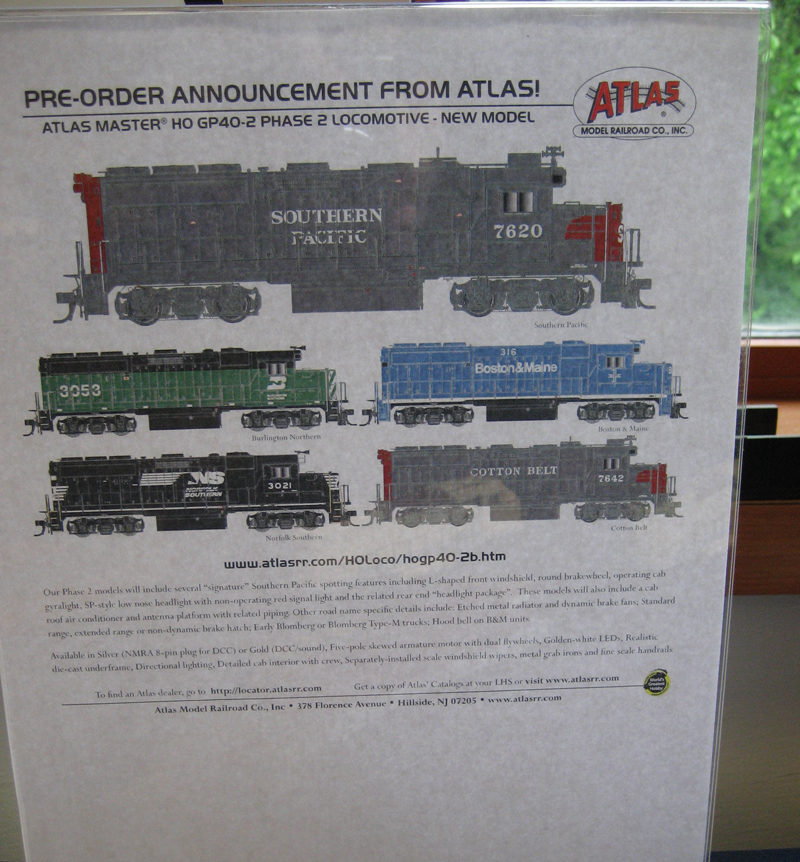 PRE-ORDER ANNOUNCEMENT FROM ATLAS!
ATLAS MASTER® HO GP40-2 PHASE 2 LOCOMOTIVE - NEW MODEL
ATLAS
®
MODEL RAILROAD CO., INC.
SOUTHERN
PACIFIC
7620
S
Southern Pacific
3053
Burlington Northern
316
Boston & Maine
Boston & Maine
NS
NORFOLK
SOUTHERN
3021
Norfolk Southern
COTTON BELT
7642
Cotton Belt
www.atlasrr.com/HOLoco/hogp40-2b.htm
Our Phase 2 models will include several "signature" Southern Pacific spotting features including L-shaped front windshield, round brakewheel, operating cab
gyralight, SP-style low nose headlight with non-operating red signal light and the related rear end "headlight package". These models will also include a cab
roof air conditioner and antenna platform with related piping. Other road name specific details include: Etched metal radiator and dynamic brake fans; Standard
range, extended range or non-dynamic brake hatch; Early Blomberg or Blomberg Type-M trucks; Hood bell on B&M units
Available in Silver (NMRA 8-pin plug for DCC) or Gold (DCC/sound), Five-pole skewed armature motor with dual flywheels, Golden-white LEDs, Realistic
die-cast underframe, Directional lighting, Detailed cab interior with crew, Separately-installed scale windshield wipers, metal grab irons and fine scale handrails
To find an Atlas dealer, go to http://locator.atlasrr.com Get a copy of Atlas' Catalogs at your LHS or visit www.atlasrr.com
World's
Greatest
Hobby
Atlas Model Railroad Co., Inc • 378 Florence Avenue • Hillside, NJ 07205 • www.atlasrr.com